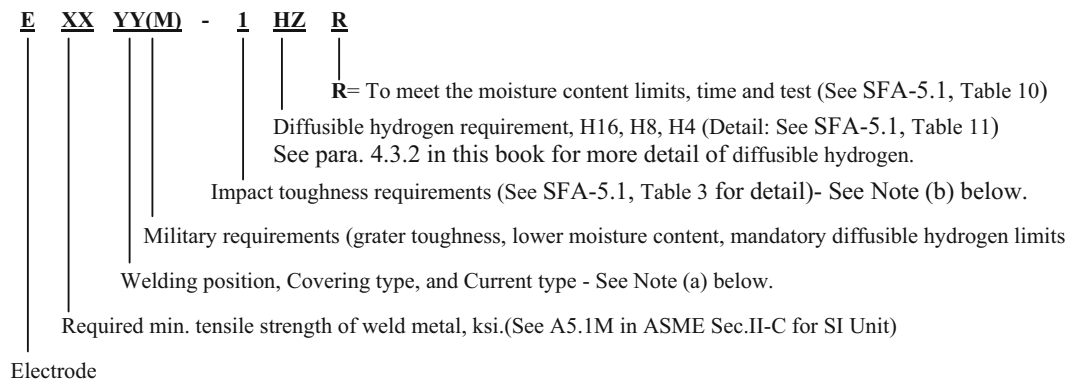 E XX YY(M) - 1 HZ R
R= To meet the moisture content limits, time and test (See SFA-5.1, Table 10)
Diffusible hydrogen requirement, H16, H8, H4 (Detail: See SFA-5.1, Table 11)
See para. 4.3.2 in this book for more detail of diffusible hydrogen.
Impact toughness requirements (See SFA-5.1, Table 3 for detail)- See Note (b) below.
Military requirements (grater toughness, lower moisture content, mandatory diffusible hydrogen limits
Welding position, Covering type, and Current type - See Note (a) below.
Required min. tensile strength of weld metal, ksi.(See A5.1M in ASME Sec.II-C for SI Unit)
Electrode